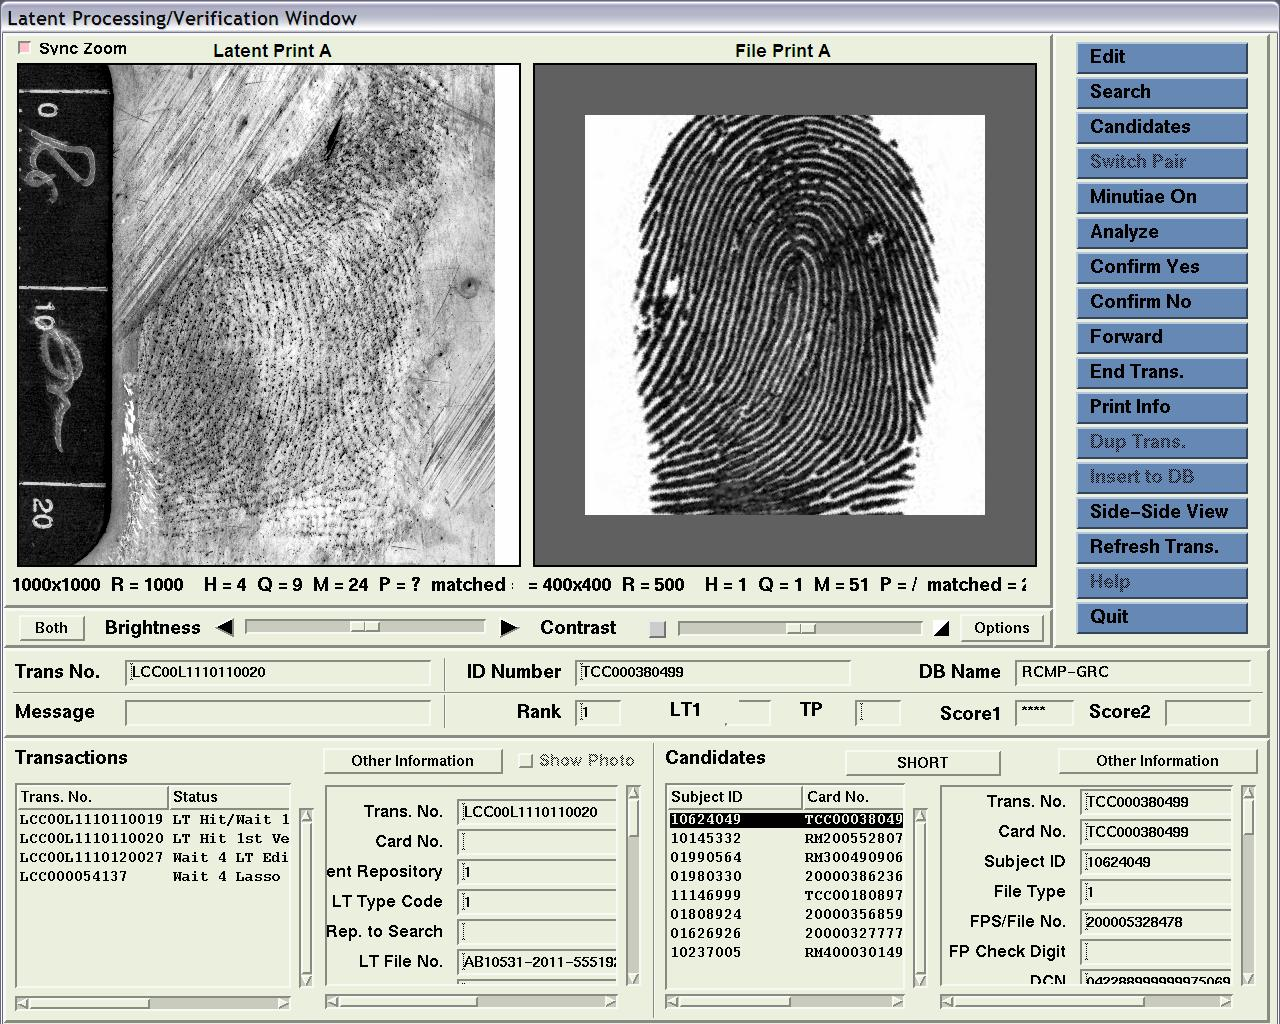 Latent Processing/Verification Window
Sync Zoom
Latent Print A
File Print A
0
10
20
1000x1000 R = 1000 H = 4 Q = 9 M = 24 P = ? matched :
= 400x400 R = 500 H = 1 Q = 1 M = 51 P = / matched = 2
Edit
Search
Candidates
Switch Pair
Minutiae On
Analyze
Confirm Yes
Confirm No
Forward
End Trans.
Print Info
Dup Trans.
Insert to DB
Side-Side View
Refresh Trans.
Help
Quit
Both
Brightness
Contrast
Options
Trans No. LCC00L1110110020
ID Number TCC000380499
DB Name RCMP-GRC
Message
Rank 1
LT1
TP
Score1 ****
Score2
Transactions
Other Information
Show Photo
Trans. No. Status
LCC00L1110110019 LT Hit/Wait 1
LCC00L1110110020 LT Hit 1st Ve
LCC00L1110120027 Wait 4 LT Edi
LCC000054137 Wait 4 Lasso
Trans. No. LCC00L1110110020
Card No.
ent Repository 1
LT Type Code 1
Rep. to Search
LT File No. AB10531-2011-55519
Candidates
SHORT
Other Information
Subject ID Card No.
10624049 TCC00038049
10145332 RM200552807
01990564 RM300490906
01980330 20000386236
11146999 TCC00180897
01808924 20000356859
01626926 20000327777
10237005 RM400030149
Trans. No. TCC000380499
Card No. TCC000380499
Subject ID 10624049
File Type 1
FPS/File No. 200005328478
FP Check Digit
DCN 042288999999975069